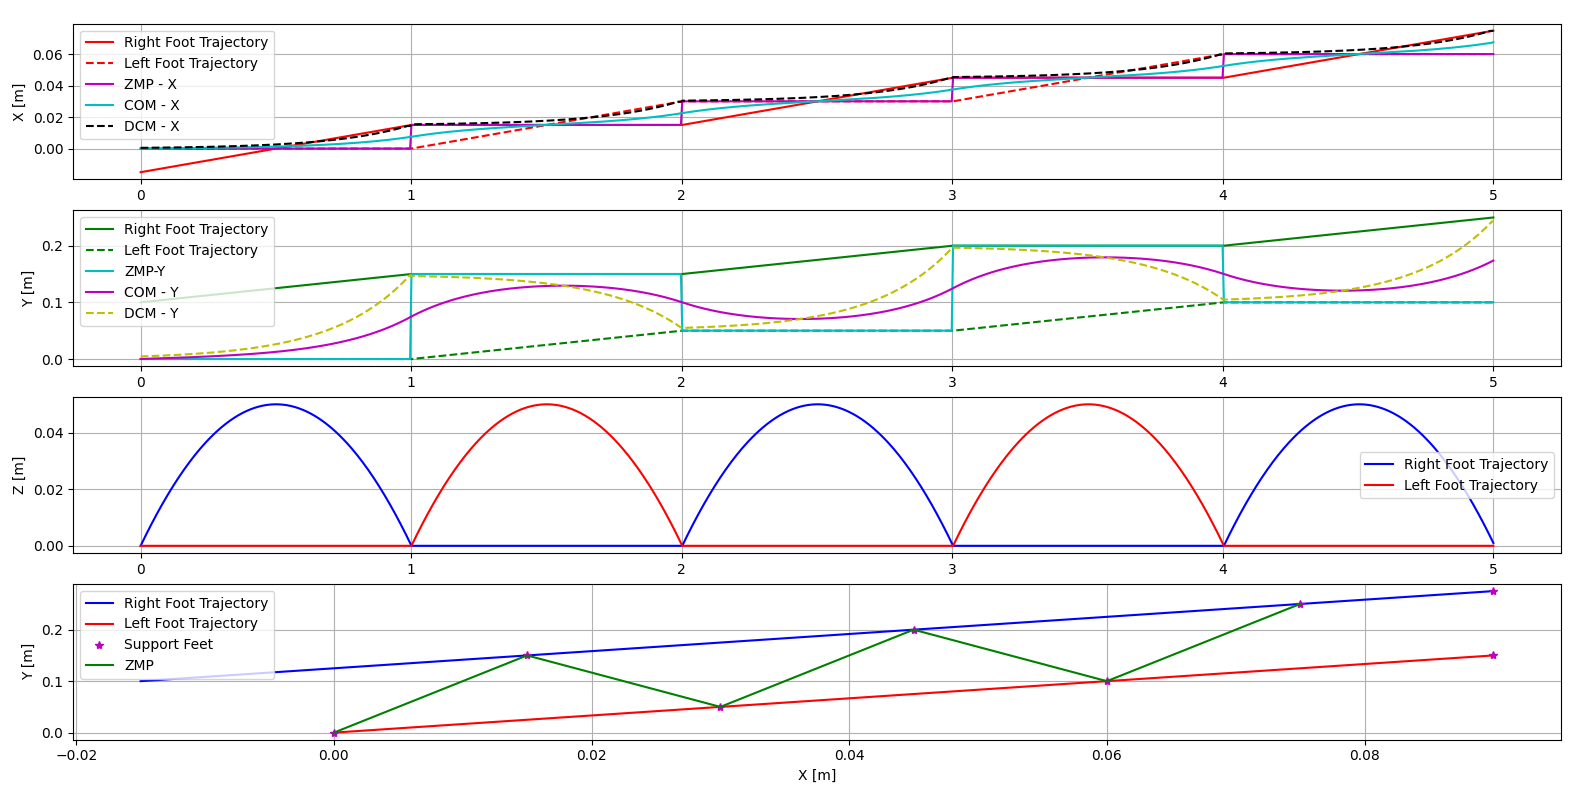 X [m]
0.06
0.04
0.02
0.00
Right Foot Trajectory
Left Foot Trajectory
ZMP - X
COM - X
DCM - X
0 1 2 3 4 5
Y [m]
0.2
0.1
0.0
Right Foot Trajectory
Left Foot Trajectory
ZMP-Y
COM - Y
DCM - Y
0 1 2 3 4 5
Z [m]
0.04
0.02
0.00
Right Foot Trajectory
Left Foot Trajectory
0 1 2 3 4 5
Y [m]
0.2
0.1
0.0
Right Foot Trajectory
Left Foot Trajectory
Support Feet
ZMP
−0.02 0.00 0.02 0.04 0.06 0.08
X [m]